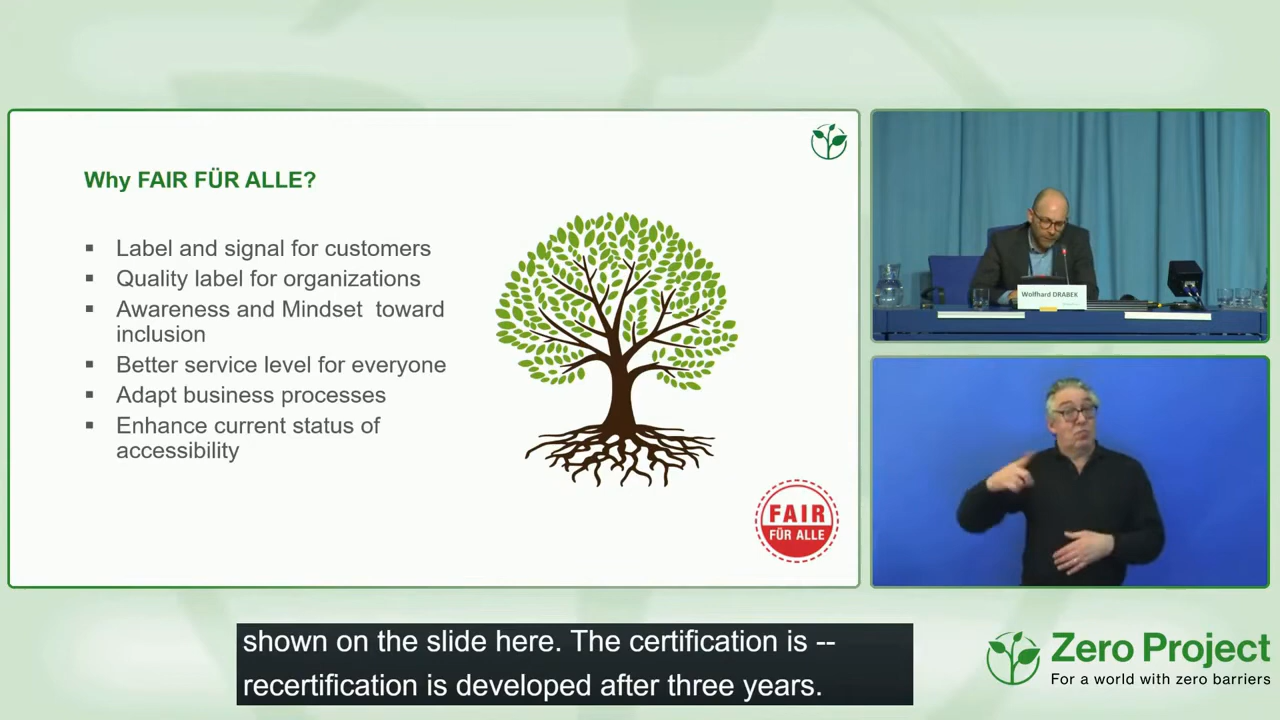 Why FAIR FÜR ALLE?
▪ Label and signal for customers
▪ Quality label for organizations
▪ Awareness and Mindset toward
inclusion
▪ Better service level for everyone
▪ Adapt business processes
▪ Enhance current status of
accessibility
FAIR
FÜR ALLE
Wolfhard DRABEK
shown on the slide here. The certification is --
recertification is developed after three years.
Zero Project
For a world with zero barriers